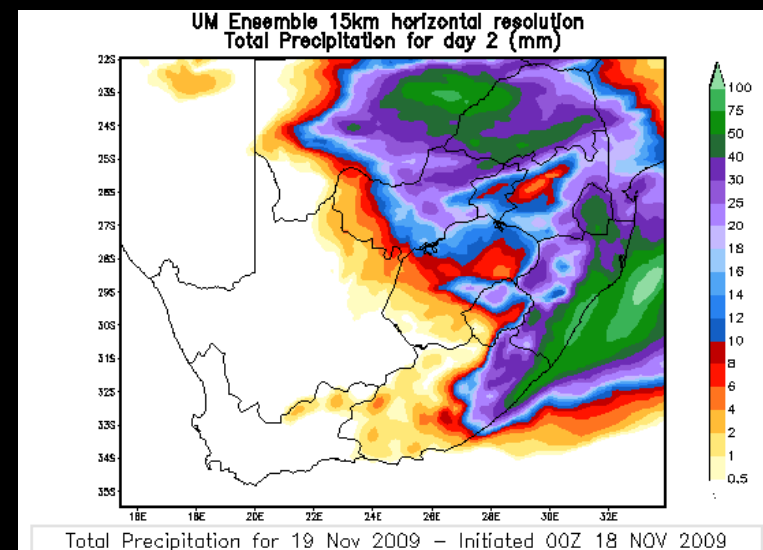 UM Ensemble 15km horizontal resolution
Total Precipitation for day 2 (mm)
22S
23S
24S
25S
26S
27S
28S
29S
30S
31S
32S
33S
34S
35S
16E
18E
20E
22E
24E
26E
28E
30E
32E
100
75
50
40
30
25
20
18
16
14
12
10
8
6
4
2
1
0.5
Total Precipitation for 19 Nov 2009 – Initiated 00Z 18 NOV 2009